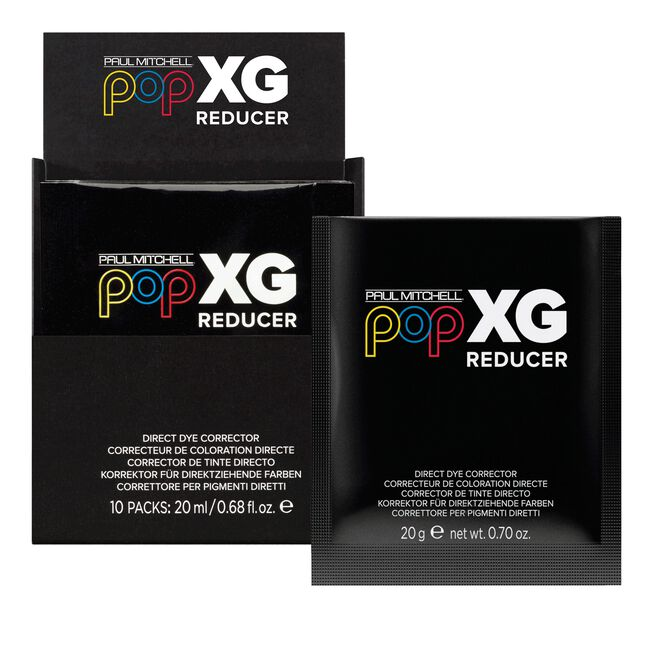 PAUL MITCHELL
pop XG
REDUCER
PAUL MITCHELL
pop XG
REDUCER
DIRECT DYE CORRECTOR
CORRECTEUR DE COLORATION DIRECTE
CORRECTOR DE TINTE DIRECTO
KORREKTOR FÜR DIREKTZIEHENDE FARBEN
CORRETTORE PER PIGMENTI DIRETTI
10 PACKS: 20 ml/0.68 fl.oz. ℮
PAUL MITCHELL
pop XG
REDUCER
DIRECT DYE CORRECTOR
CORRECTEUR DE COLORATION DIRECTE
CORRECTOR DE TINTE DIRECTO
KORREKTOR FÜR DIREKTZIEHENDE FARBEN
CORRETTORE PER PIGMENTI DIRETTI
20 g ℮ net wt. 0.70 oz.